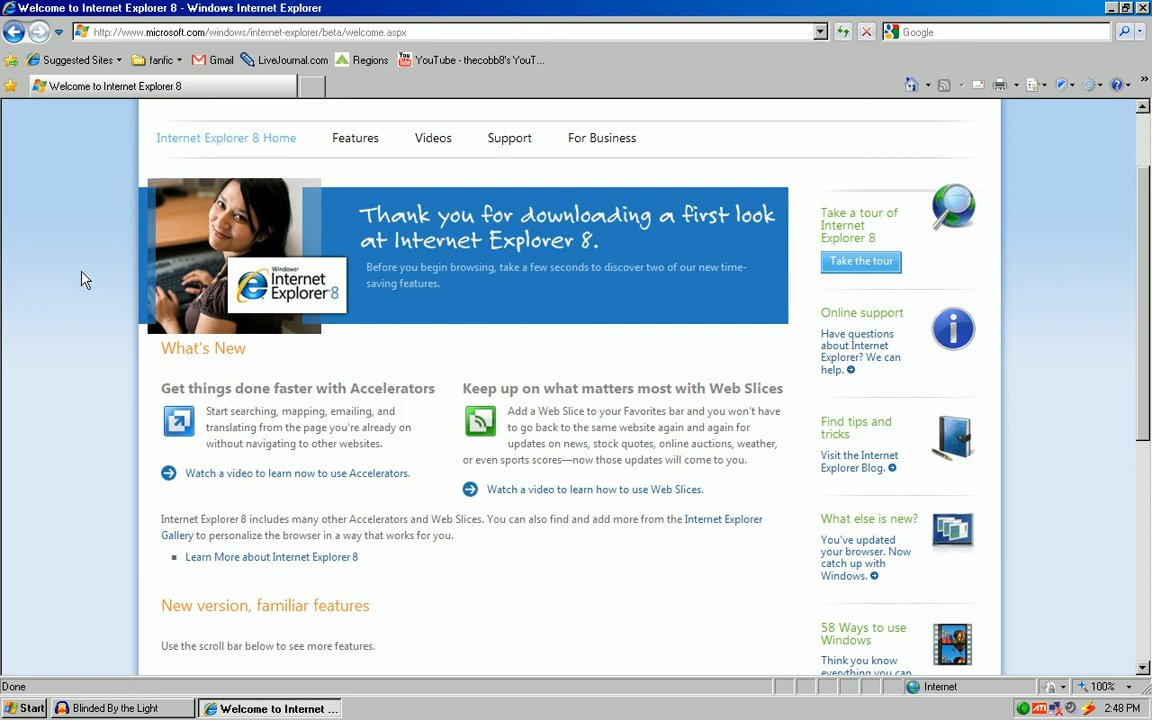 Welcome to Internet Explorer 8 - Windows Internet Explorer
http://www.microsoft.com/windows/internet-explorer/beta/welcome.aspx
Google
Suggested Sites
fanfic
Gmail
LiveJournal.com
Regions
YouTube - thecobb8's YouT...
Welcome to Internet Explorer 8
Internet Explorer 8 Home
Features
Videos
Support
For Business
Thank you for downloading a first look
at Internet Explorer 8.
Before you begin browsing, take a few seconds to discover two of our new time-
saving features.
Windows
Internet
Explorer 8
What's New
Get things done faster with Accelerators
Start searching, mapping, emailing, and
translating from the page you're already on
without navigating to other websites.
Watch a video to learn now to use Accelerators.
Keep up on what matters most with Web Slices
Add a Web Slice to your Favorites bar and you won't have
to go back to the same website again and again for
updates on news, stock quotes, online auctions, weather,
or even sports scores—now those updates will come to you.
Watch a video to learn how to use Web Slices.
Internet Explorer 8 includes many other Accelerators and Web Slices. You can also find and add more from the Internet Explorer
Gallery to personalize the browser in a way that works for you.
Learn More about Internet Explorer 8
New version, familiar features
Use the scroll bar below to see more features.
Take a tour of
Internet
Explorer 8
Take the tour
Online support
Have questions
about Internet
Explorer? We can
help.
Find tips and
tricks
Visit the Internet
Explorer Blog.
What else is new?
You've updated
your browser. Now
catch up with
Windows.
58 Ways to use
Windows
Think you know
everything you can
Done
Internet
100%
Start
Blinded By the Light
Welcome to Internet ...
ATI
2:48 PM